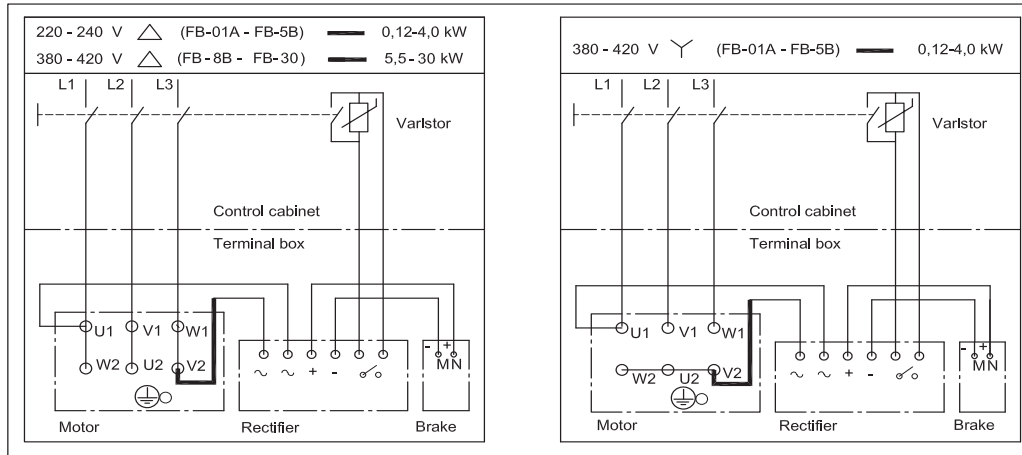 220 - 240 V (FB-01A - FB-5B) 0,12-4,0 kW
380 - 420 V (FB-8B - FB-30) 5,5-30 kW
L1 L2 L3
Varlstor
Control cabinet
Terminal box
U1 V1 W1
W2 U2 V2
~ ~ + -
- +
M N
Motor Rectifier Brake
380 - 420 V (FB-01A - FB-5B) 0,12-4,0 kW
L1 L2 L3
Varlstor
Control cabinet
Terminal box
U1 V1 W1
W2 U2 V2
~ ~ + -
- +
M N
Motor Rectifier Brake